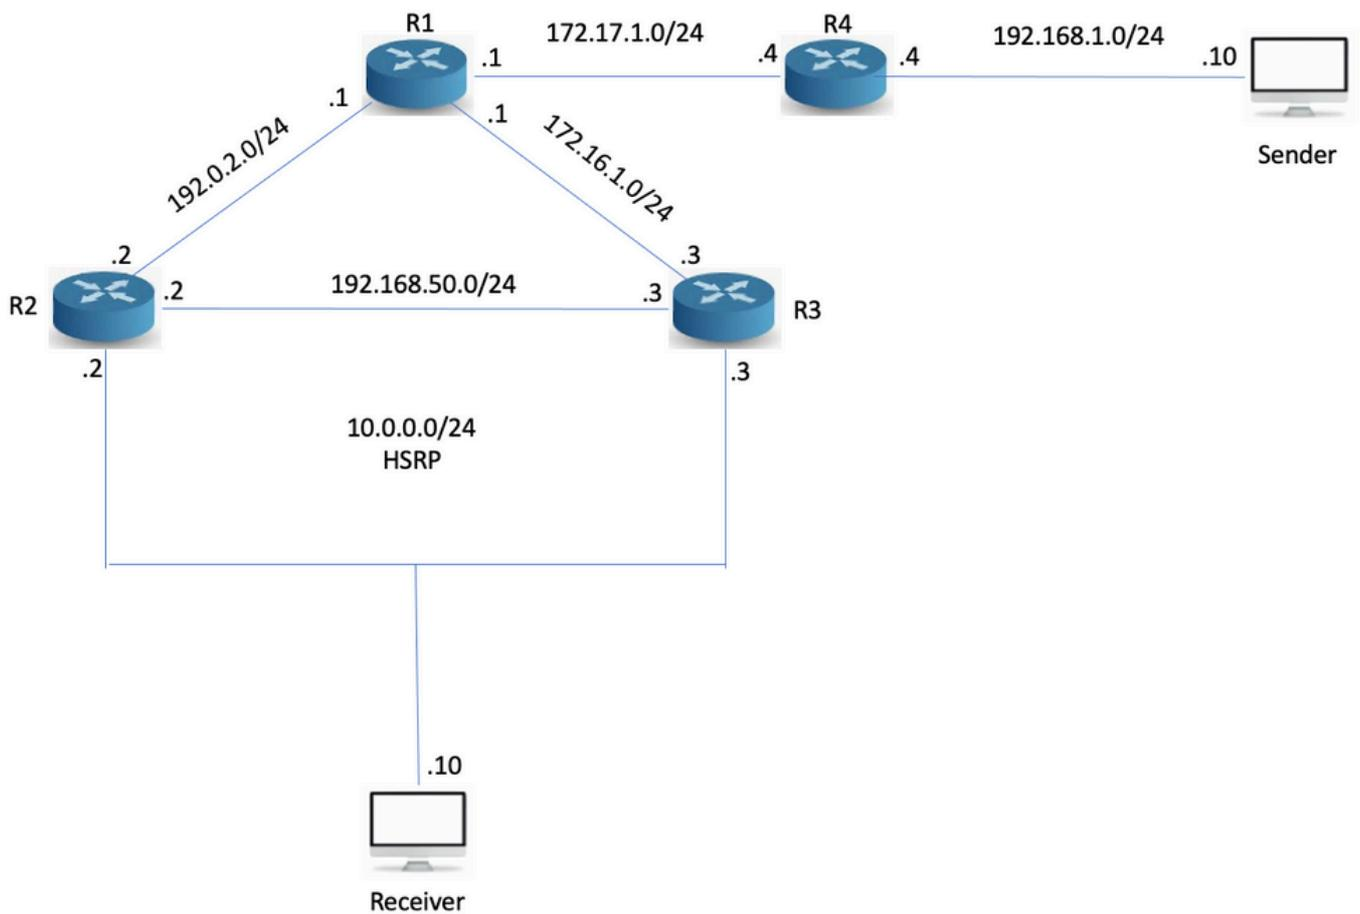 R1
172.17.1.0/24
R4
192.168.1.0/24
.1
.4
.4
.10
.1
.1
192.0.2.0/24
172.16.1.0/24
Sender
.2
.3
R2
.2
192.168.50.0/24
.3
R3
.2
.3
10.0.0.0/24
HSRP
.10
Receiver